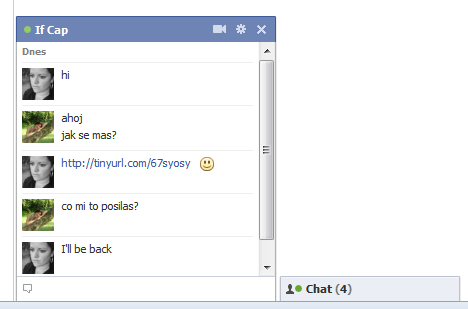 If Cap
Dnes
hi
ahoj
jak se mas?
http://tinyurl.com/67syosy
co mi to posilas?
I'll be back
Chat (4)